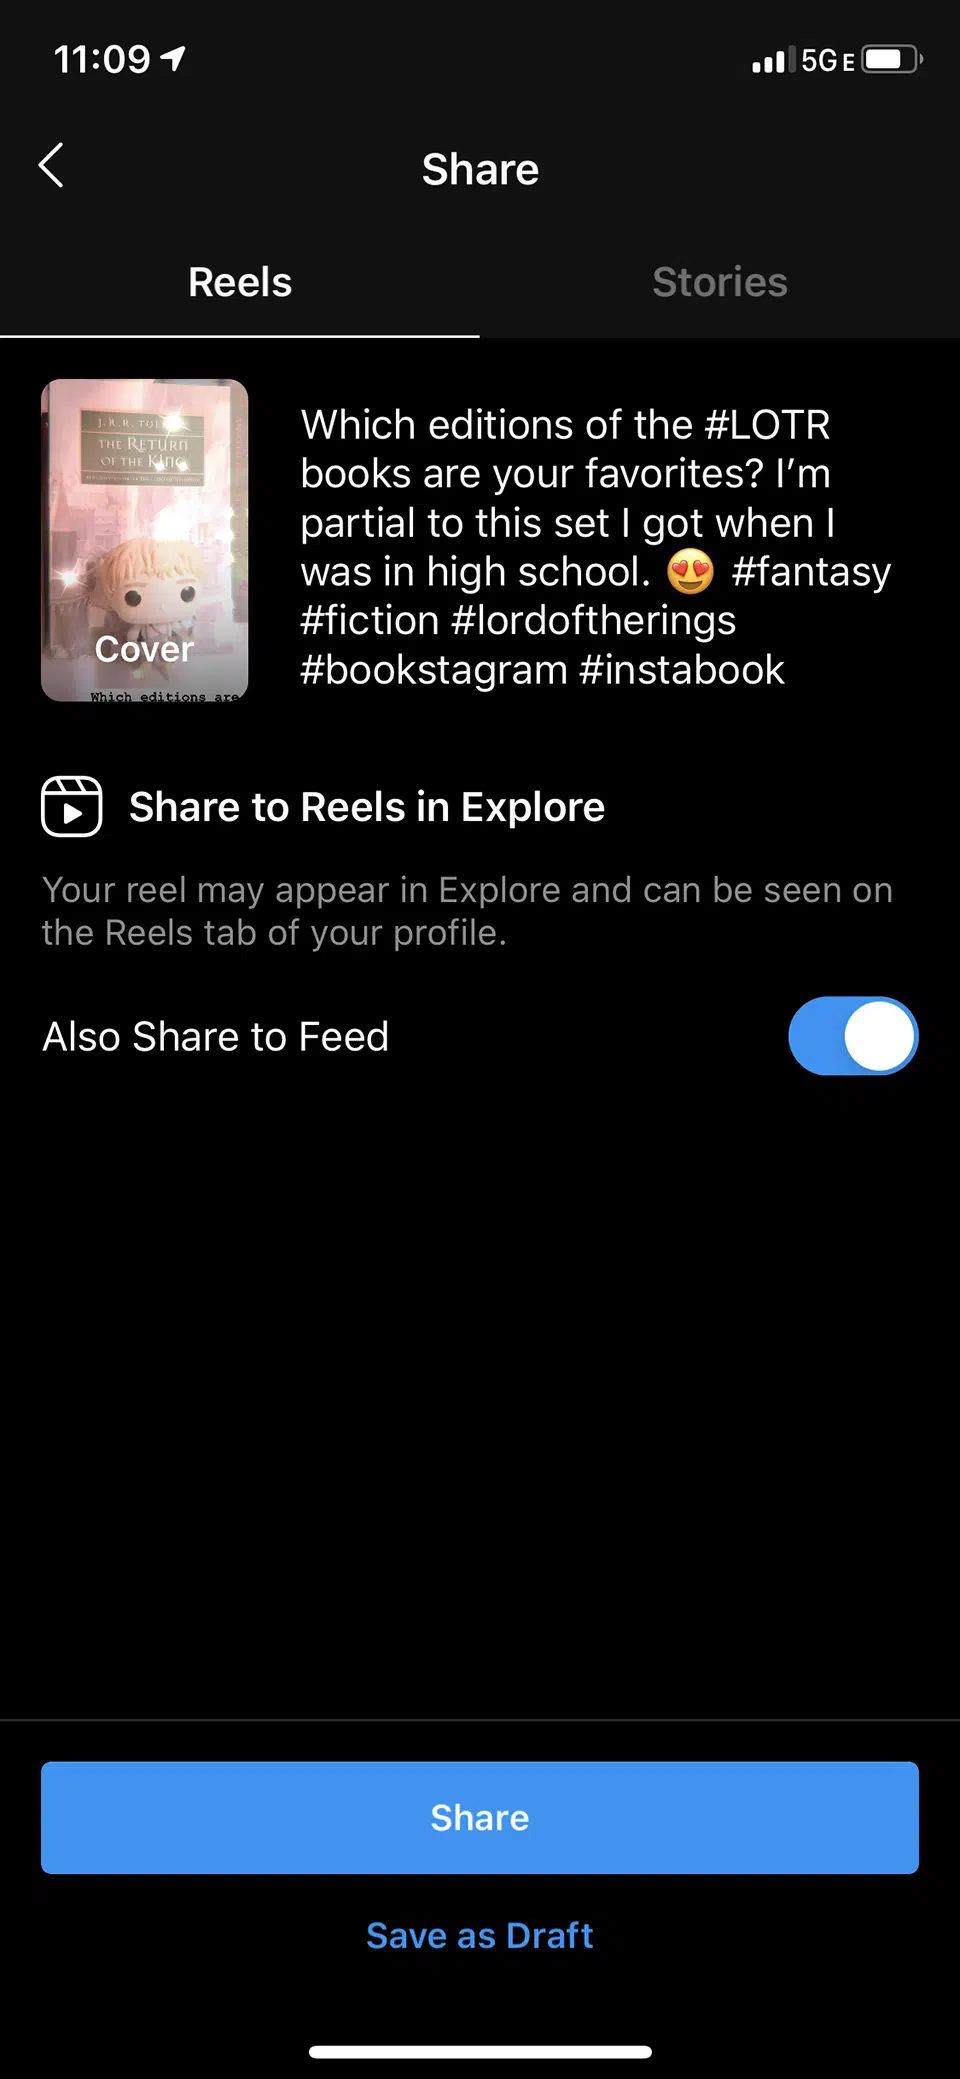 11:09
5GE
Share
Reels
Stories
J.R.R. TOL
THE RETURN
OF THE KING
Cover
Which editions are
Which editions of the #LOTR
books are your favorites? I’m
partial to this set I got when I
was in high school. 😍 #fantasy
#fiction #lordoftherings
#bookstagram #instabook
Share to Reels in Explore
Your reel may appear in Explore and can be seen on
the Reels tab of your profile.
Also Share to Feed
Share
Save as Draft